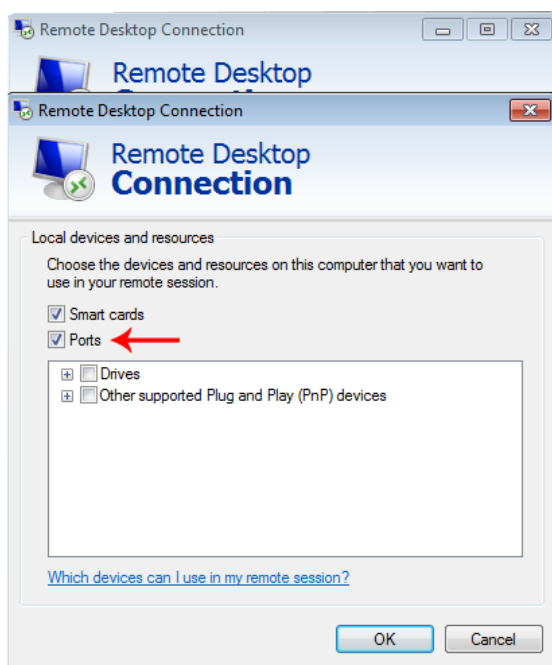 Remote Desktop Connection
Remote Desktop
Remote Desktop Connection
Remote Desktop
Connection
Local devices and resources
Choose the devices and resources on this computer that you want to
use in your remote session.
Smart cards
Ports
Drives
Other supported Plug and Play (PnP) devices
Which devices can I use in my remote session?
OK Cancel